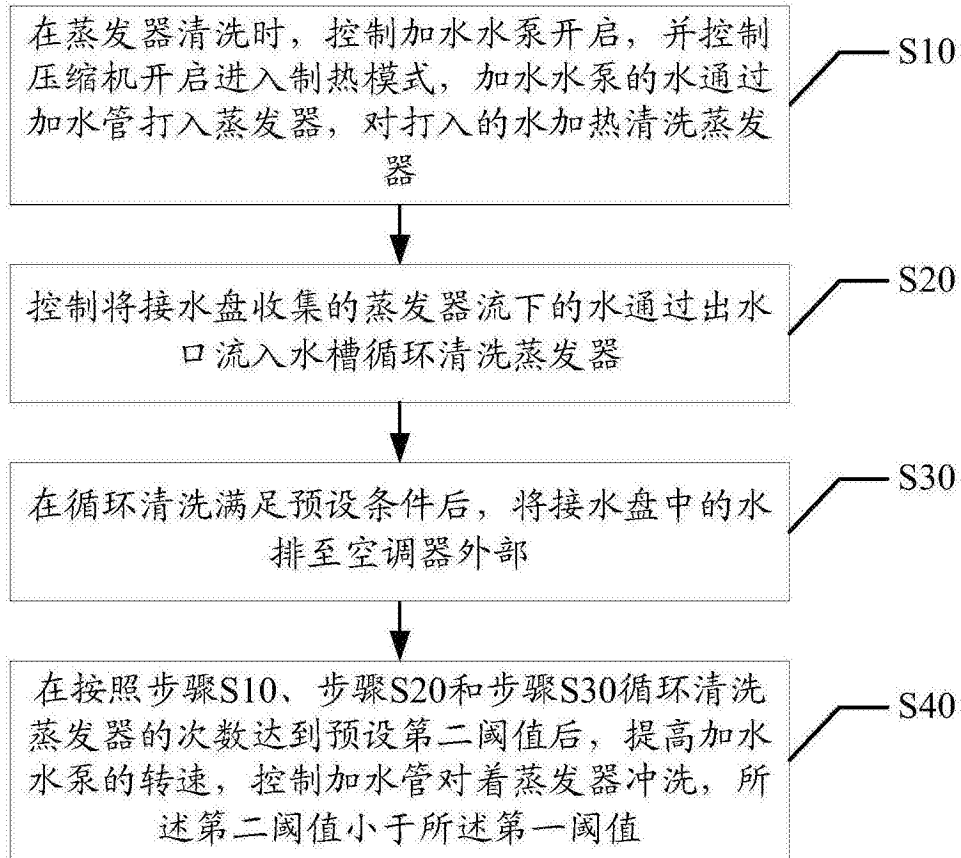 在蒸发器清洗时，控制加水水泵开启，并控制
压缩机开启进入制热模式，加水水泵的水通过
加水管打入蒸发器，对打入的水加热清洗蒸发
器
S10
控制将接水盘收集的蒸发器流下的水通过出水
口流入水槽循环清洗蒸发器
S20
在循环清洗满足预设条件后，将接水盘中的水
排至空调器外部
S30
在按照步骤S10、步骤S20和步骤S30循环清洗
蒸发器的次数达到预设第二阈值后，提高加水
水泵的转速，控制加水管对着蒸发器冲洗，所
述第二阈值小于所述第一阈值
S40